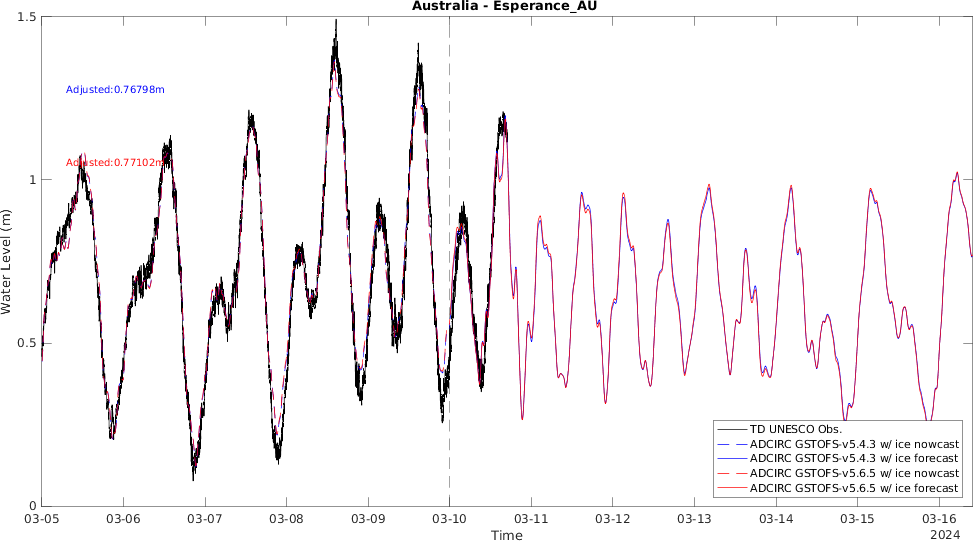 Australia - Esperance_AU
1.5
1
0.5
0
Water Level (m)
Adjusted:0.76798m
Adjusted:0.77102m
TD UNESCO Obs.
ADCIRC GSTOFS-v5.4.3 w/ ice nowcast
ADCIRC GSTOFS-v5.4.3 w/ ice forecast
ADCIRC GSTOFS-v5.6.5 w/ ice nowcast
ADCIRC GSTOFS-v5.6.5 w/ ice forecast
03-05 03-06 03-07 03-08 03-09 03-10 03-11 03-12 03-13 03-14 03-15 03-16
Time
2024